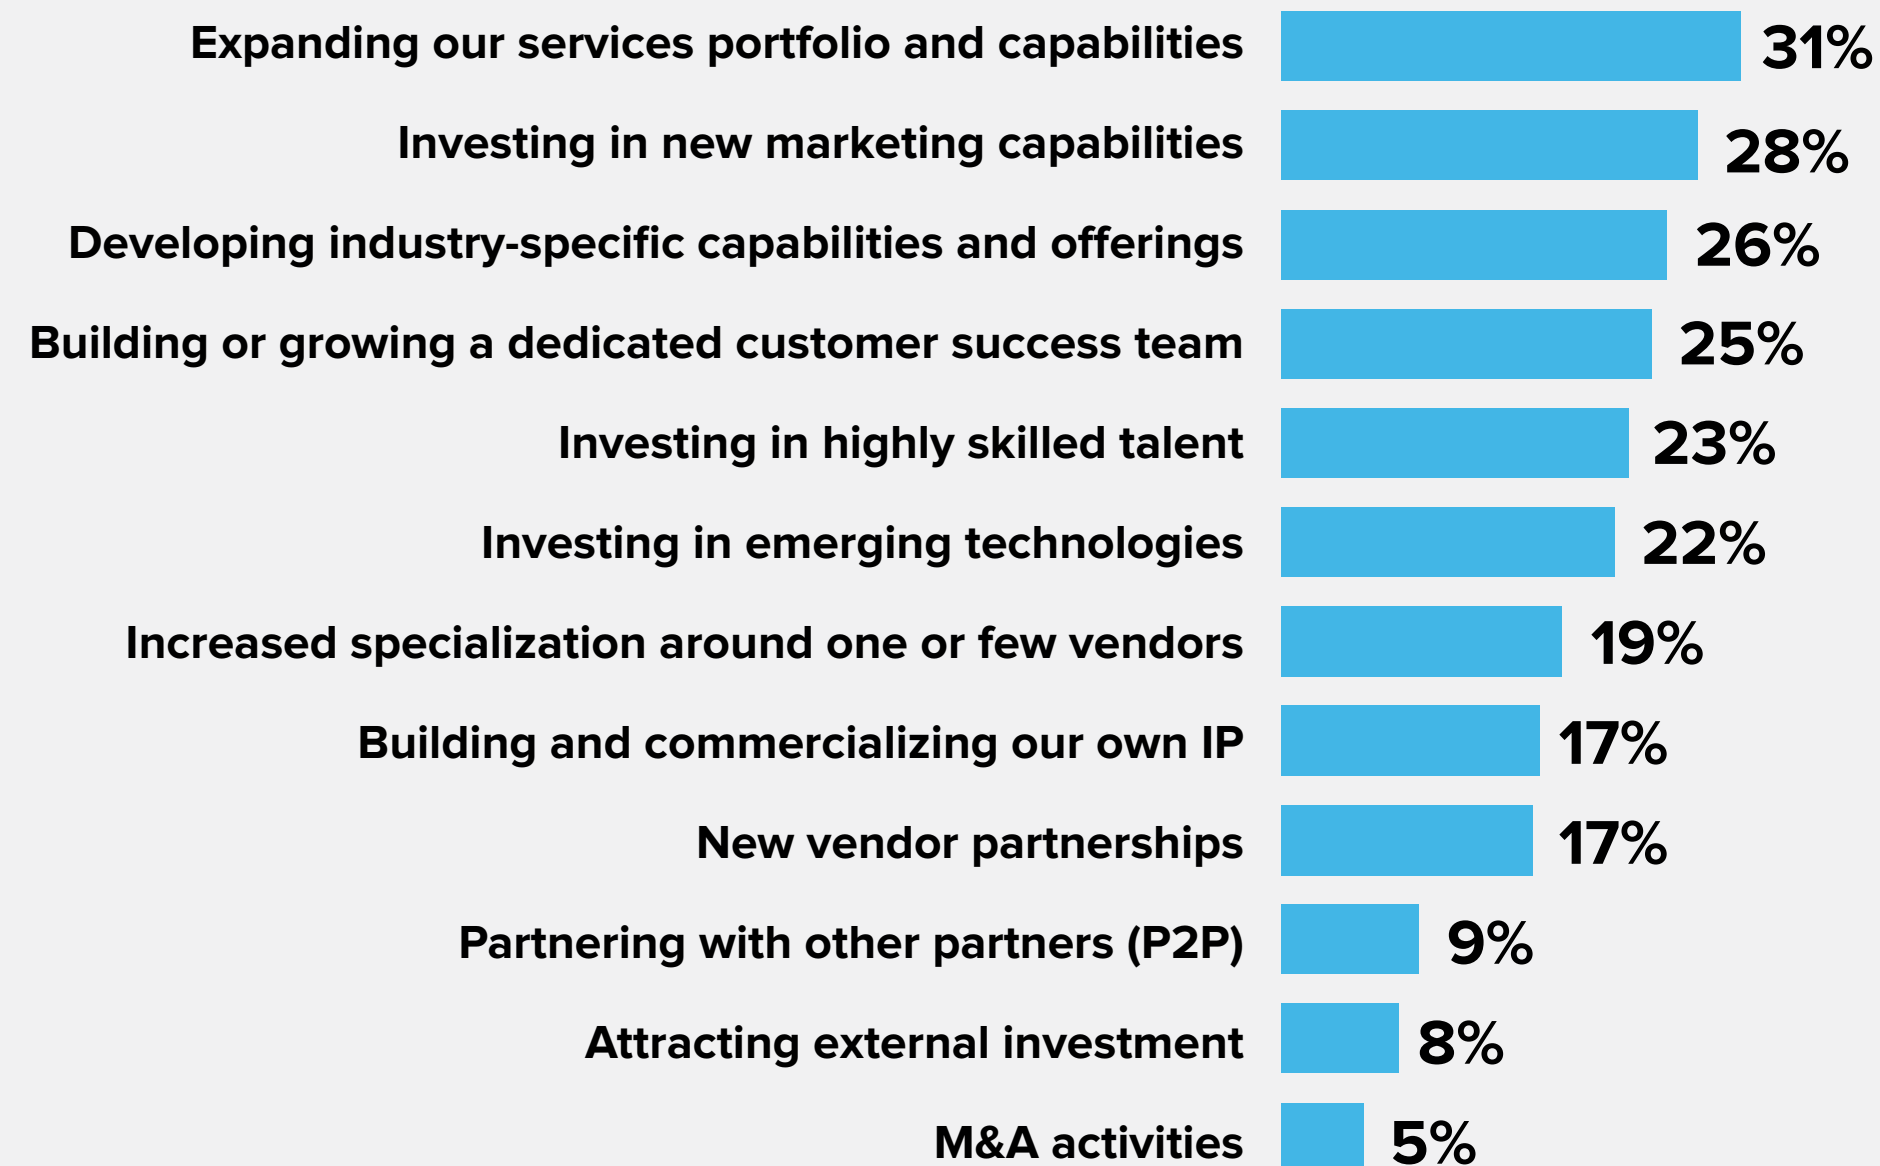 Expanding our services portfolio and capabilities 31%
Investing in new marketing capabilities 28%
Developing industry-specific capabilities and offerings 26%
Building or growing a dedicated customer success team 25%
Investing in highly skilled talent 23%
Investing in emerging technologies 22%
Increased specialization around one or few vendors 19%
Building and commercializing our own IP 17%
New vendor partnerships 17%
Partnering with other partners (P2P) 9%
Attracting external investment 8%
M&A activities 5%